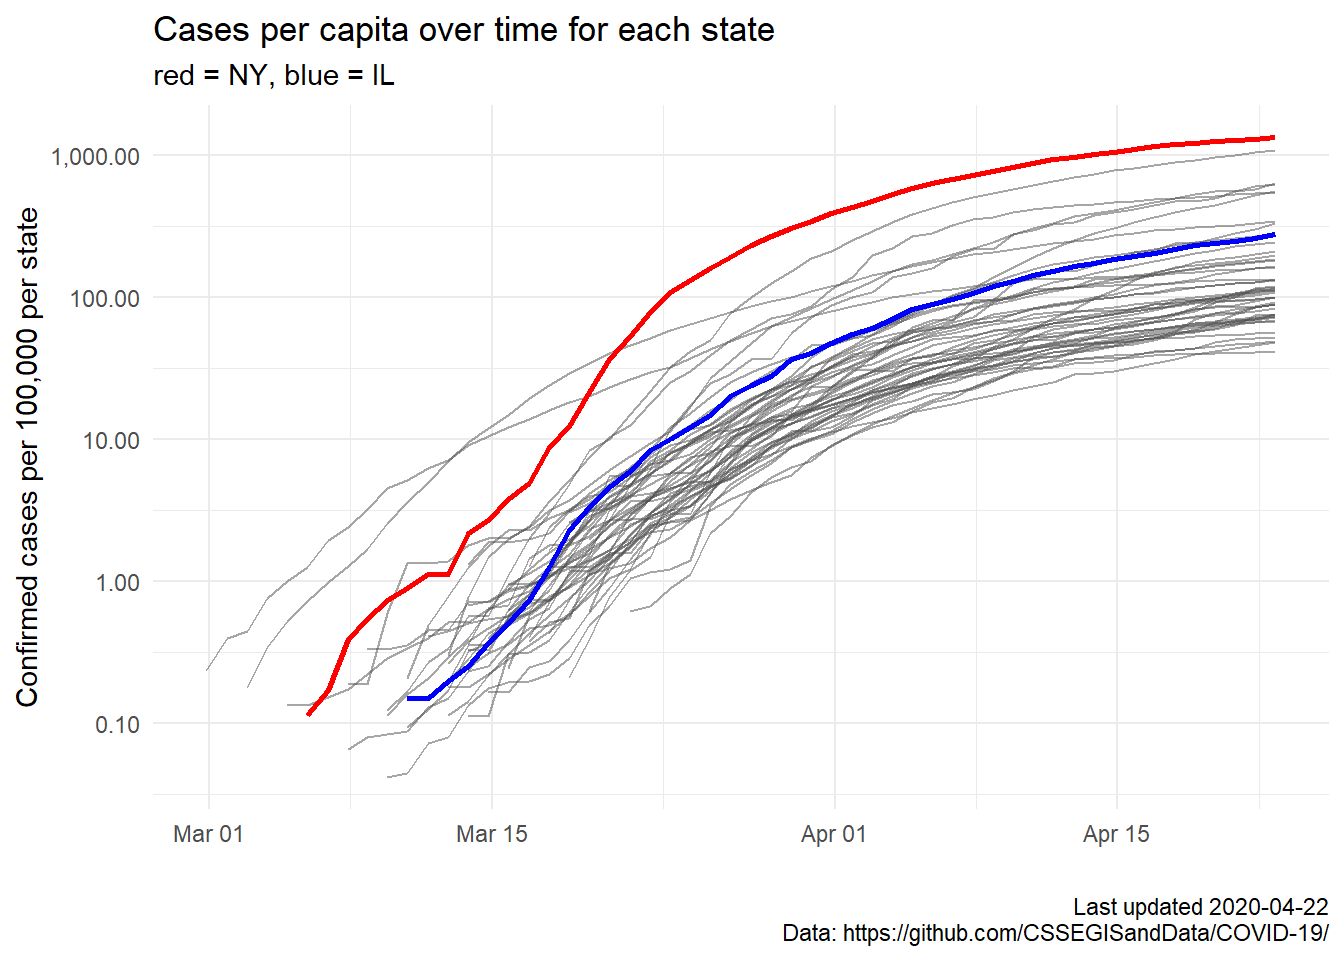 Cases per capita over time for each state
red = NY, blue = IL
Confirmed cases per 100,000 per state
1,000.00
100.00
10.00
1.00
0.10
Mar 01
Mar 15
Apr 01
Apr 15
Last updated 2020-04-22
Data: https://github.com/CSSEGISandData/COVID-19/